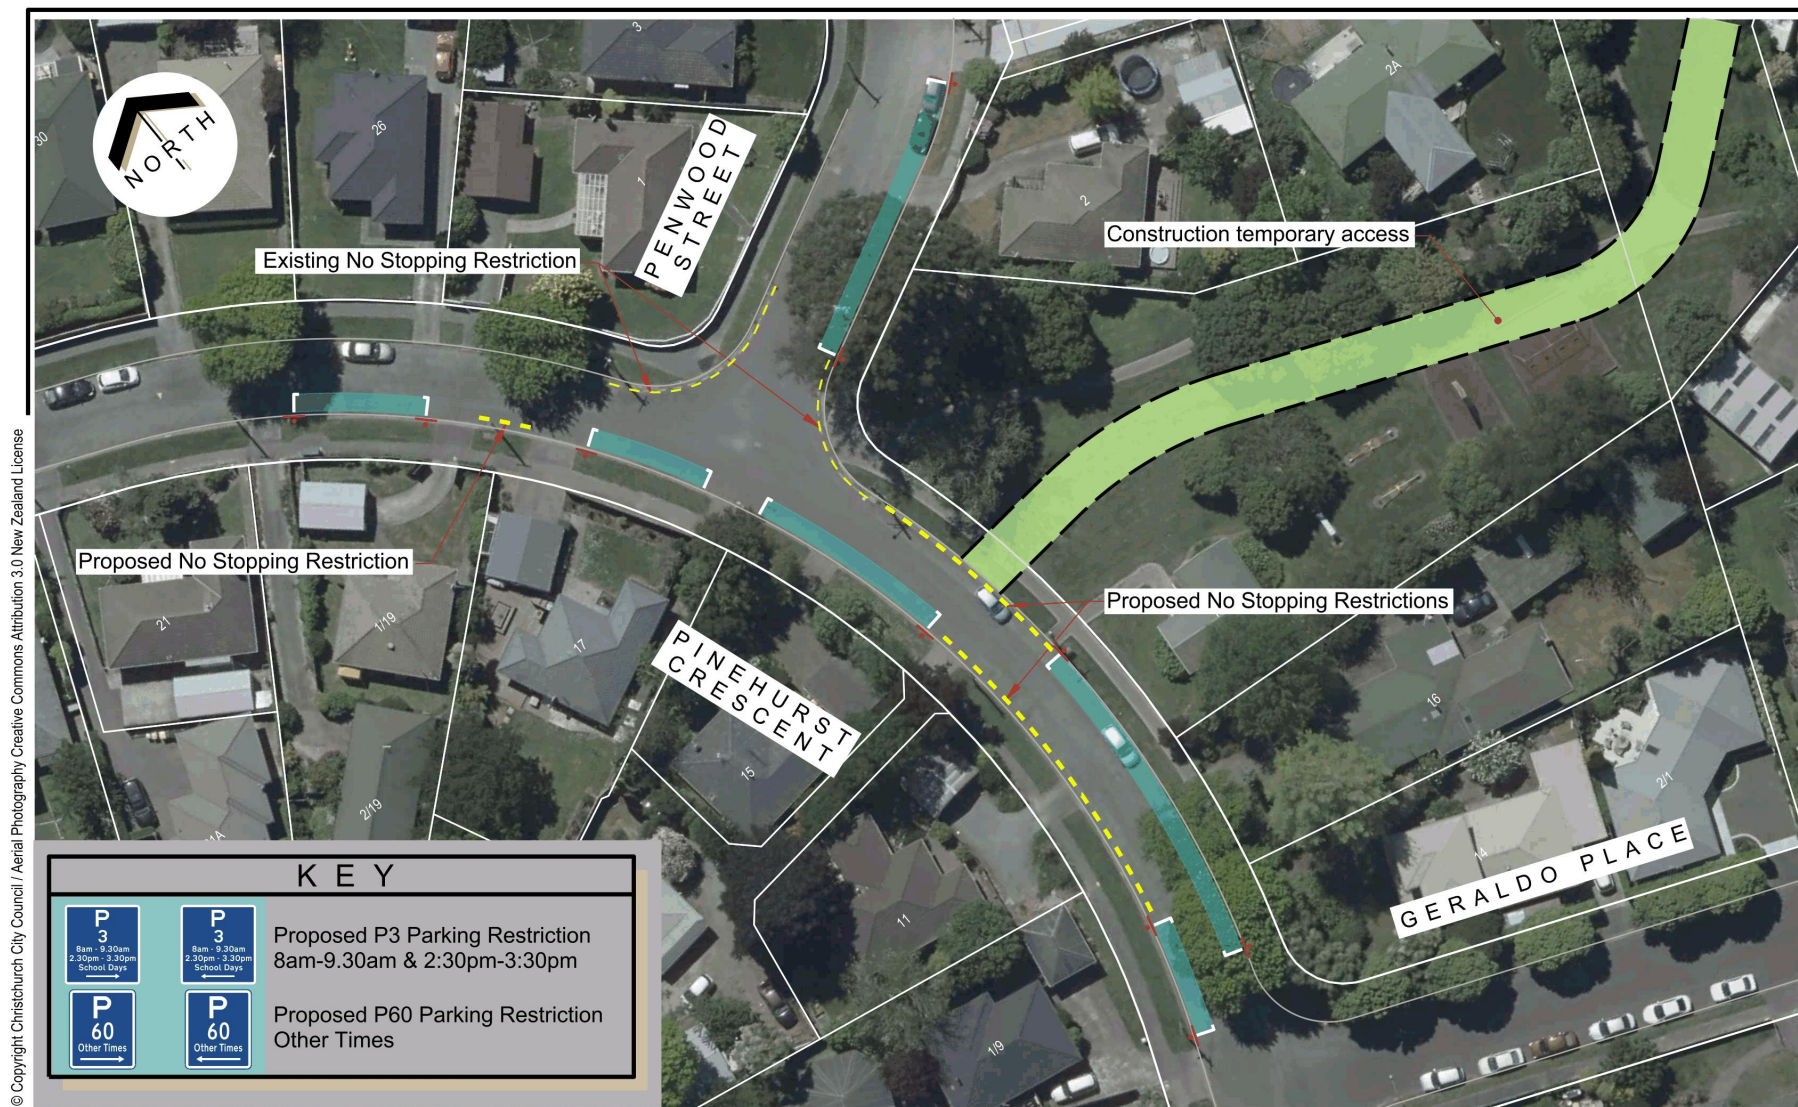 © Copyright Christchurch City Council / Aerial Photography Creative Commons Attribution 3.0 New Zealand License
NORTH
30
26
3
1
PENWOOD
STREET
2A
2
Construction temporary access
Existing No Stopping Restriction
Proposed No Stopping Restriction
Proposed No Stopping Restrictions
21
1/19
17
PINEHURST
CRESCENT
15
16
2/1
2/19
14
GERALDO PLACE
11
1/9
KEY
P
3
8am - 9.30am
2.30pm - 3.30pm
School Days
P
3
8am - 9.30am
2.30pm - 3.30pm
School Days
Proposed P3 Parking Restriction
8am-9.30am & 2:30pm-3:30pm
P
60
Other Times
P
60
Other Times
Proposed P60 Parking Restriction
Other Times